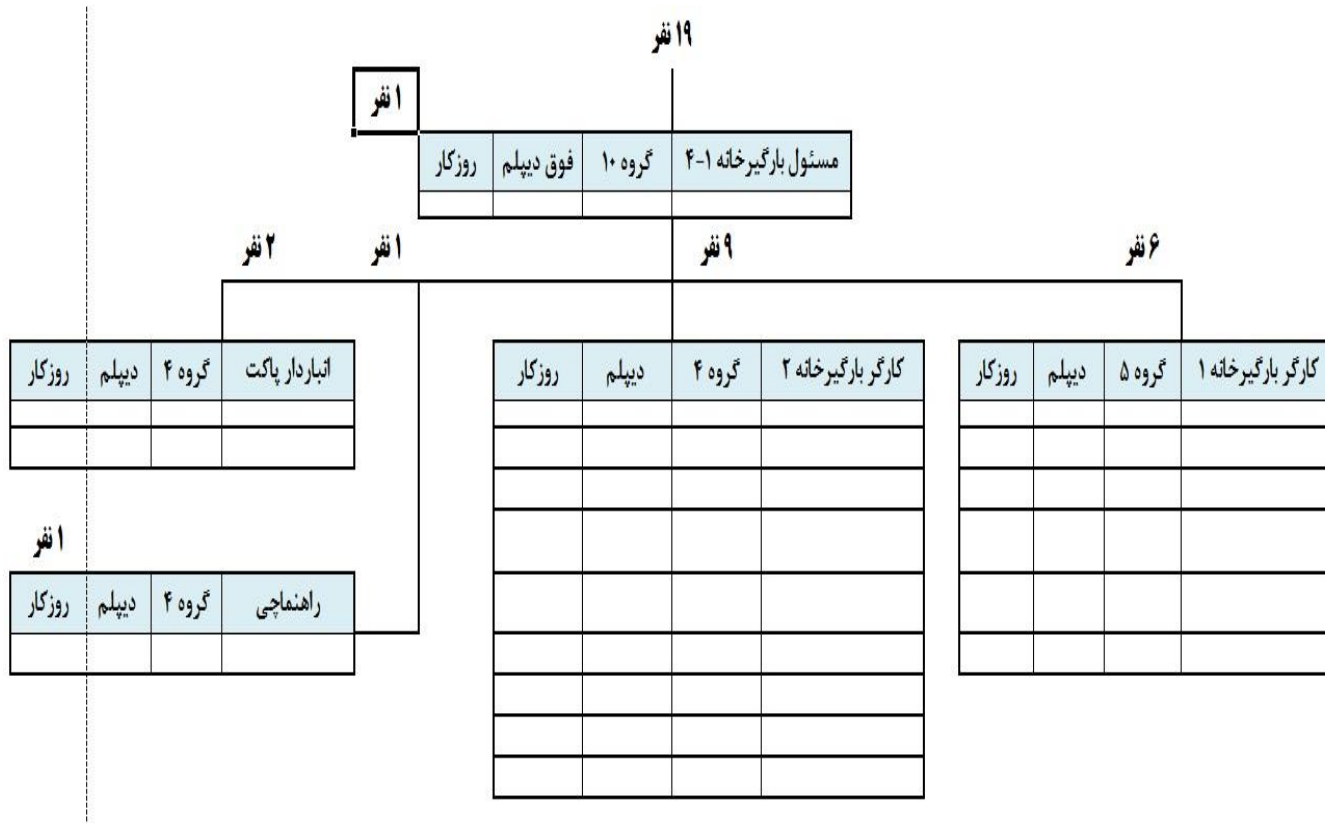 ۱۹ نفر
۱ نفر
مسئول بارگیرخانه ۱-۴ گروه ۱۰ فوق دیپلم روزکار
۶ نفر ۹ نفر ۱ نفر ۲ نفر
کارگر بارگیرخانه ۱ گروه ۵ دیپلم روزکار
کارگر بارگیرخانه ۲ گروه ۴ دیپلم روزکار
انباردار پاکت گروه ۴ دیپلم روزکار
۱ نفر
راهنماچی گروه ۴ دیپلم روزکار